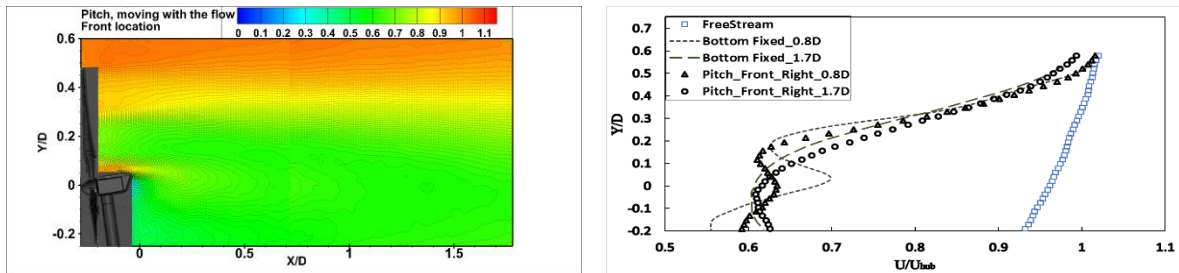 Pitch, moving with the flow
Front location
0 0.1 0.2 0.3 0.4 0.5 0.6 0.7 0.8 0.9 1 1.1
0.6
0.4
0.2
0
-0.2
Y/D
0 0.5 1 1.5
X/D
FreeStream
Bottom Fixed_0.8D
Bottom Fixed_1.7D
Pitch_Front_Right_0.8D
Pitch_Front_Right_1.7D
0.7
0.6
0.5
0.4
0.3
0.2
0.1
0
-0.1
-0.2
Y/D
0.5 0.6 0.7 0.8 0.9 1 1.1
U/Uhub